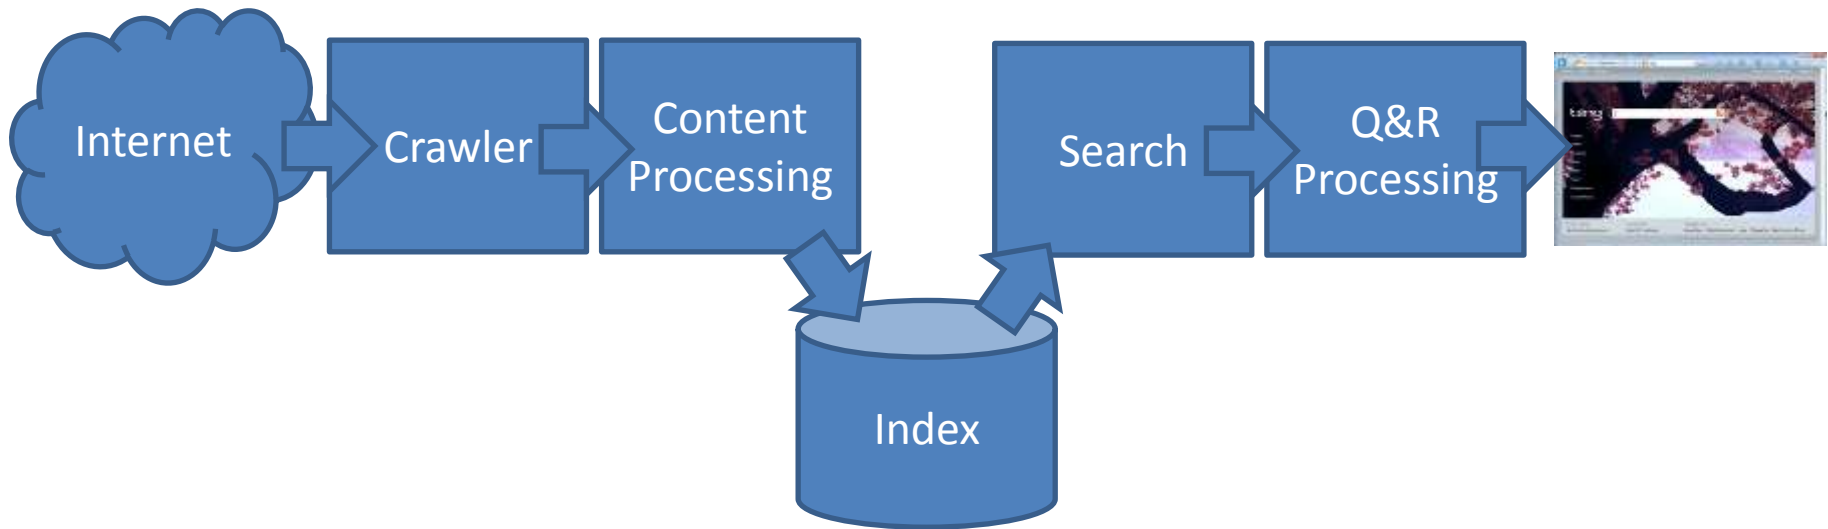 Internet
Crawler
Content
Processing
Search
Q&R
Processing
Index